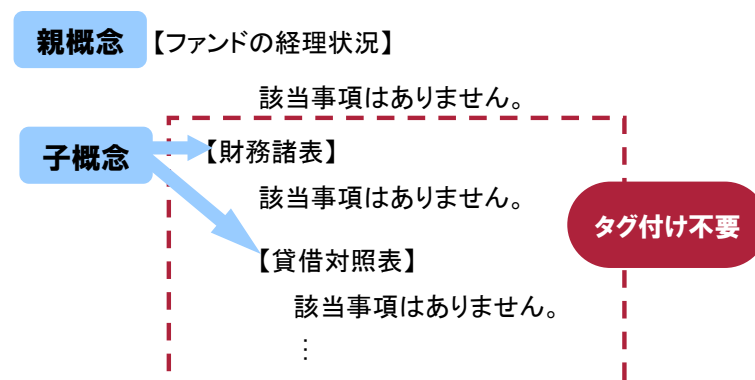 親概念 【ファンドの経理状況】
該当事項はありません。
子概念 【財務諸表】
該当事項はありません。
タグ付け不要
【貸借対照表】
該当事項はありません。
⋮